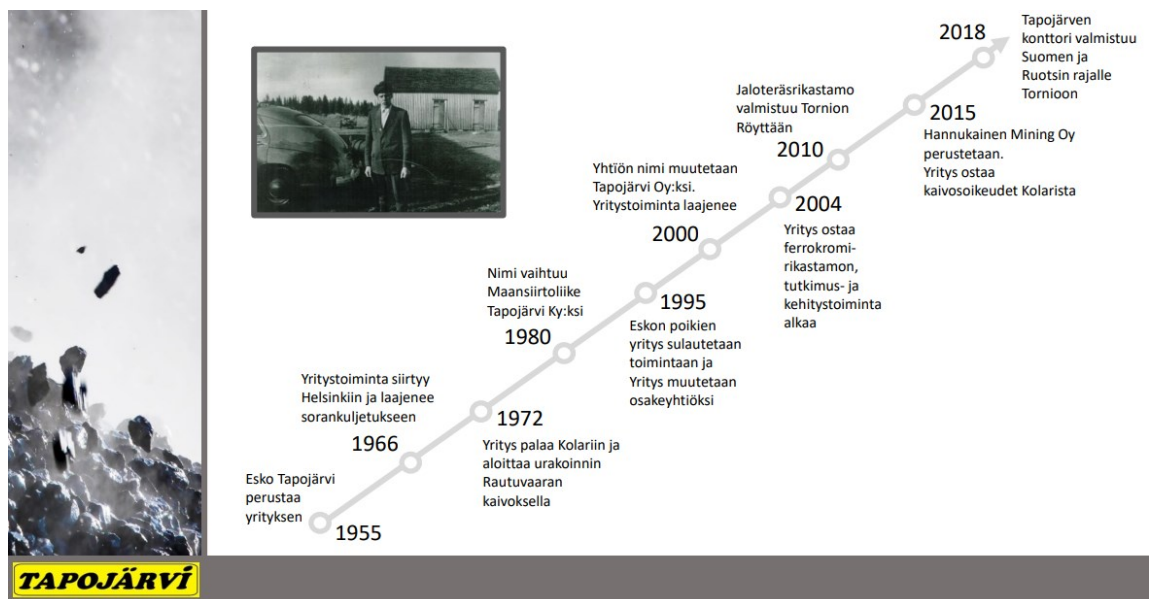 Esko Tapojärvi
perustaa
yrityksen
1955
Yritystoiminta siirtyy
Helsinkiin ja laajenee
sorankuljetukseen
1966
1972
Yritys palaa Kolariin ja
aloittaa urakoinnin
Rautuvaaran
kaivoksella
Nimi vaihtuu
Maansiirtoliike
Tapojärvi Ky:ksi
1980
1995
Eskon poikien
yritys sulautetaan
toimintaan ja
Yritys muutetaan
osakeyhtiöksi
Yhtïön nimi muutetaan
Tapojärvi Oy:ksi.
Yritystoiminta laajenee
2000
2004
Yritys ostaa
ferrokromi-
rikastamon,
tutkimus- ja
kehitystoiminta
alkaa
Jaloteräsrikastamo
valmistuu Tornion
Röyttään
2010
2015
Hannukainen Mining Oy
perustetaan.
Yritys ostaa
kaivosoikeudet Kolarista
2018
Tapojärven
konttori valmistuu
Suomen ja
Ruotsin rajalle
Tornioon
TAPOJÄRVI